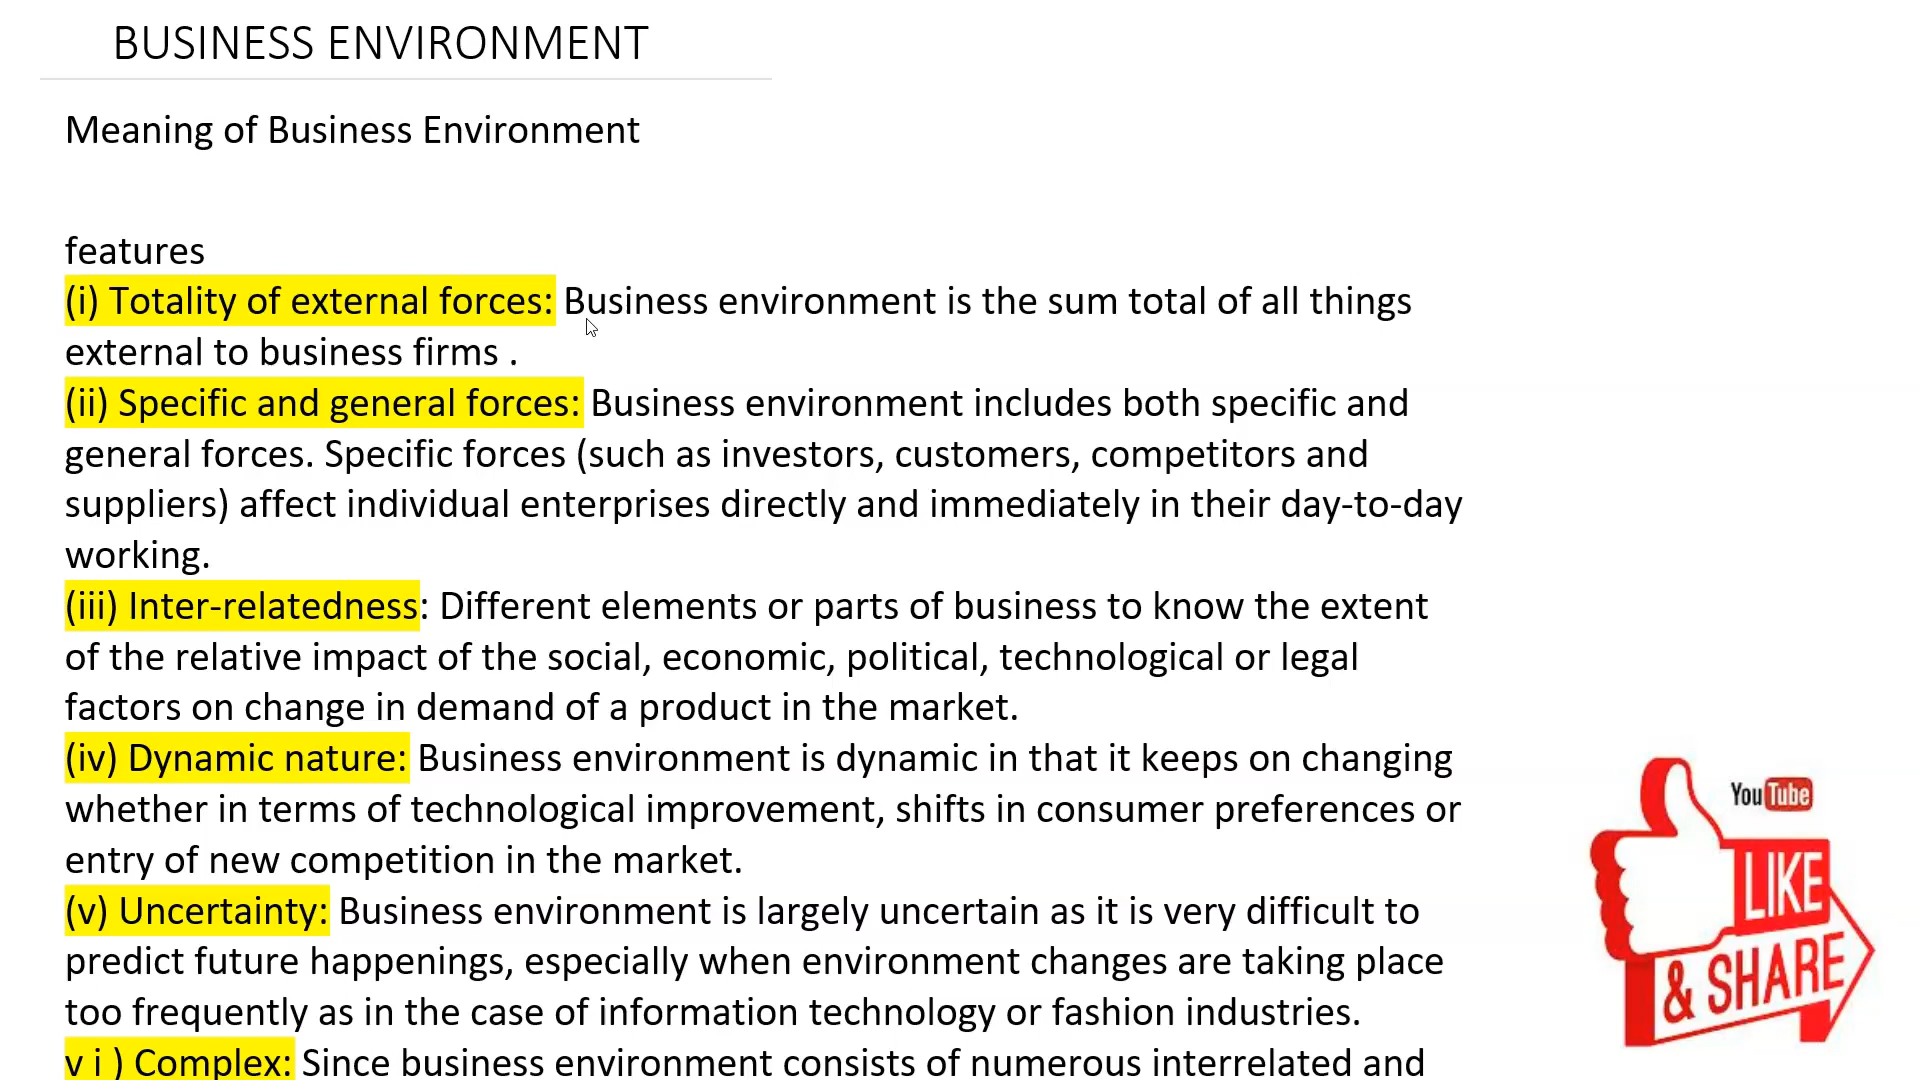 BUSINESS ENVIRONMENT
Meaning of Business Environment
features
(i) Totality of external forces: Business environment is the sum total of all things
external to business firms .
(ii) Specific and general forces: Business environment includes both specific and
general forces. Specific forces (such as investors, customers, competitors and
suppliers) affect individual enterprises directly and immediately in their day-to-day
working.
(iii) Inter-relatedness: Different elements or parts of business to know the extent
of the relative impact of the social, economic, political, technological or legal
factors on change in demand of a product in the market.
(iv) Dynamic nature: Business environment is dynamic in that it keeps on changing
whether in terms of technological improvement, shifts in consumer preferences or
entry of new competition in the market.
(v) Uncertainty: Business environment is largely uncertain as it is very difficult to
predict future happenings, especially when environment changes are taking place
too frequently as in the case of information technology or fashion industries.
v i ) Complex: Since business environment consists of numerous interrelated and
YouTube
LIKE
& SHARE